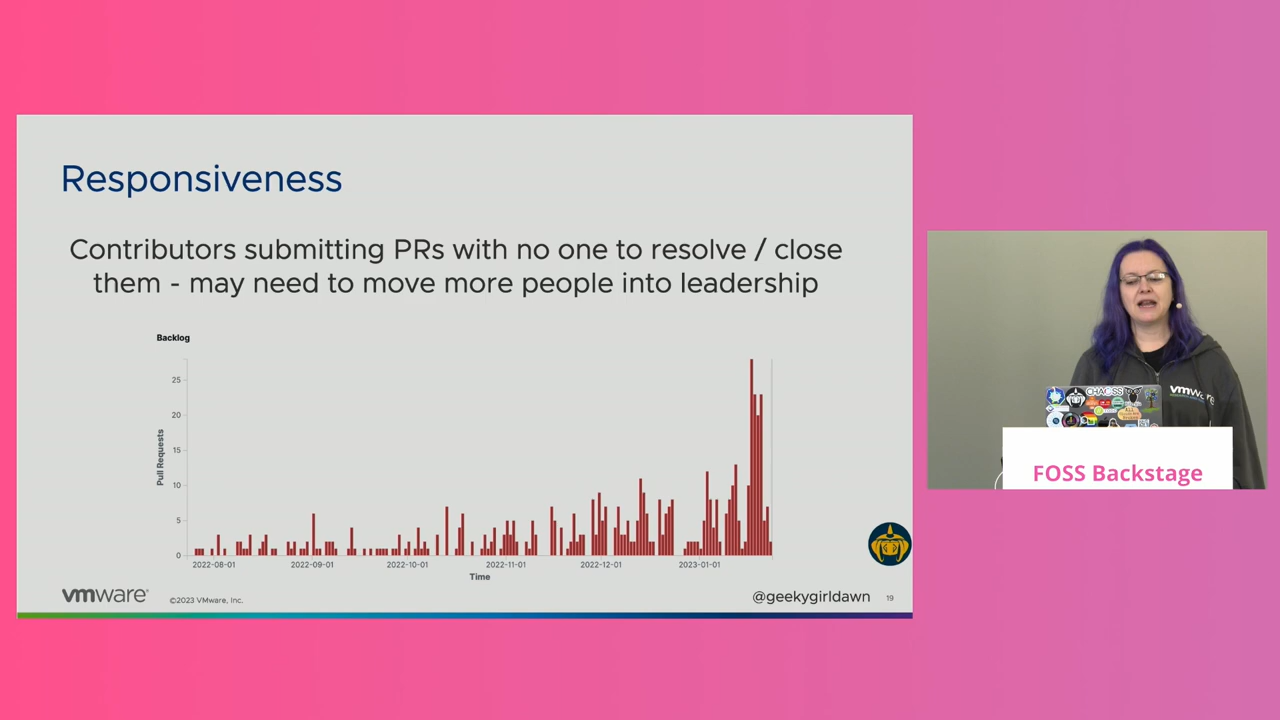 Responsiveness
Contributors submitting PRs with no one to resolve / close
them - may need to move more people into leadership
Backlog
Pull Requests
25
20
15
10
5
0
2022-08-01
2022-09-01
2022-10-01
2022-11-01
2022-12-01
2023-01-01
Time
vmware®
©2023 VMware, Inc.
@geekygirldawn
19
CHAOSS
vmware
FOSS Backstage